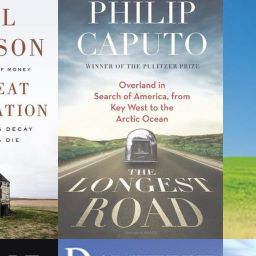 L
SON
OF MONEY
EAT
ATION
DECAY
DIE
PHILIP
CAPUTO
WINNER OF THE PULITZER PRIZE
Overland in
Search of America, from
Key West to the
Arctic Ocean
THE
LONGEST
ROAD